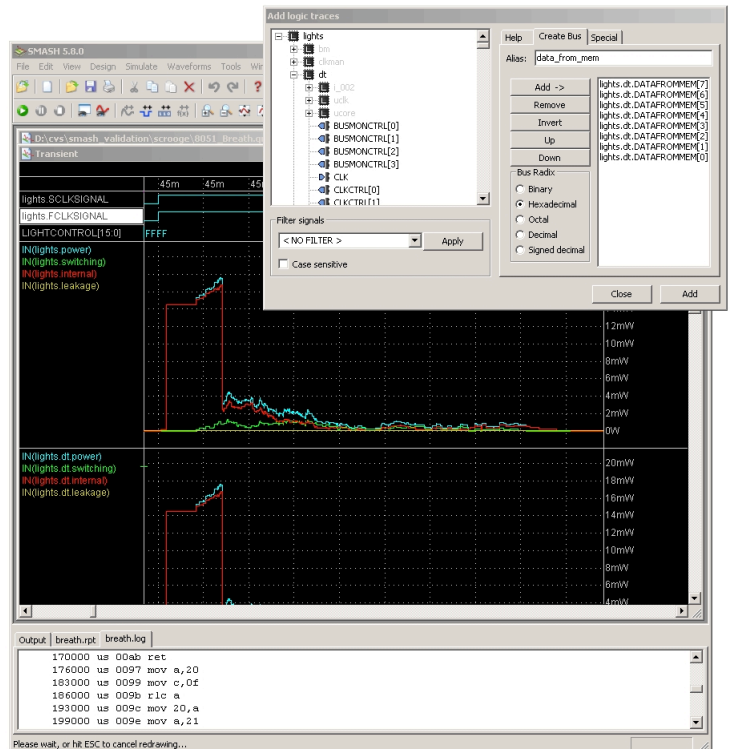 Add logic traces
lights
bm
clkman
dt
i_002
uclk
ucore
BUSMONCTRL[0]
BUSMONCTRL[1]
BUSMONCTRL[2]
BUSMONCTRL[3]
CLK
CLKCTRL[0]
CLKCTRL[1]
Filter signals
< NO FILTER >
Apply
Case sensitive
Help
Create Bus
Special
Alias:
data_from_mem
Add ->
Remove
Invert
Up
Down
Bus Radix
Binary
Hexadecimal
Octal
Decimal
Signed decimal
lights.dt.DATAFROMMEM[7]
lights.dt.DATAFROMMEM[6]
lights.dt.DATAFROMMEM[5]
lights.dt.DATAFROMMEM[4]
lights.dt.DATAFROMMEM[3]
lights.dt.DATAFROMMEM[2]
lights.dt.DATAFROMMEM[1]
lights.dt.DATAFROMMEM[0]
Close
Add
SMASH 5.8.0
File Edit View Design Simulate Waveforms Tools
D:\cvs\smash_validation\scrooge\8051_Breath
Transient
45m 45m
lights.SCLKSIGNAL
lights.FCLKSIGNAL
LIGHTCONTROL[15:0] FFFF
IN(lights.power)
IN(lights.switching)
IN(lights.internal)
IN(lights.leakage)
12mW
10mW
8mW
6mW
4mW
2mW
0W
IN(lights.dt.power)
IN(lights.dt.switching)
IN(lights.dt.internal)
IN(lights.dt.leakage)
20mW
18mW
16mW
14mW
12mW
10mW
8mW
6mW
4mW
Output breath.rpt breath.log
170000 us 00ab ret
176000 us 0097 mov a,20
183000 us 0099 mov c,0f
186000 us 009b rlc a
193000 us 009c mov 20,a
199000 us 009e mov a,21
Please wait, or hit ESC to cancel redrawing...